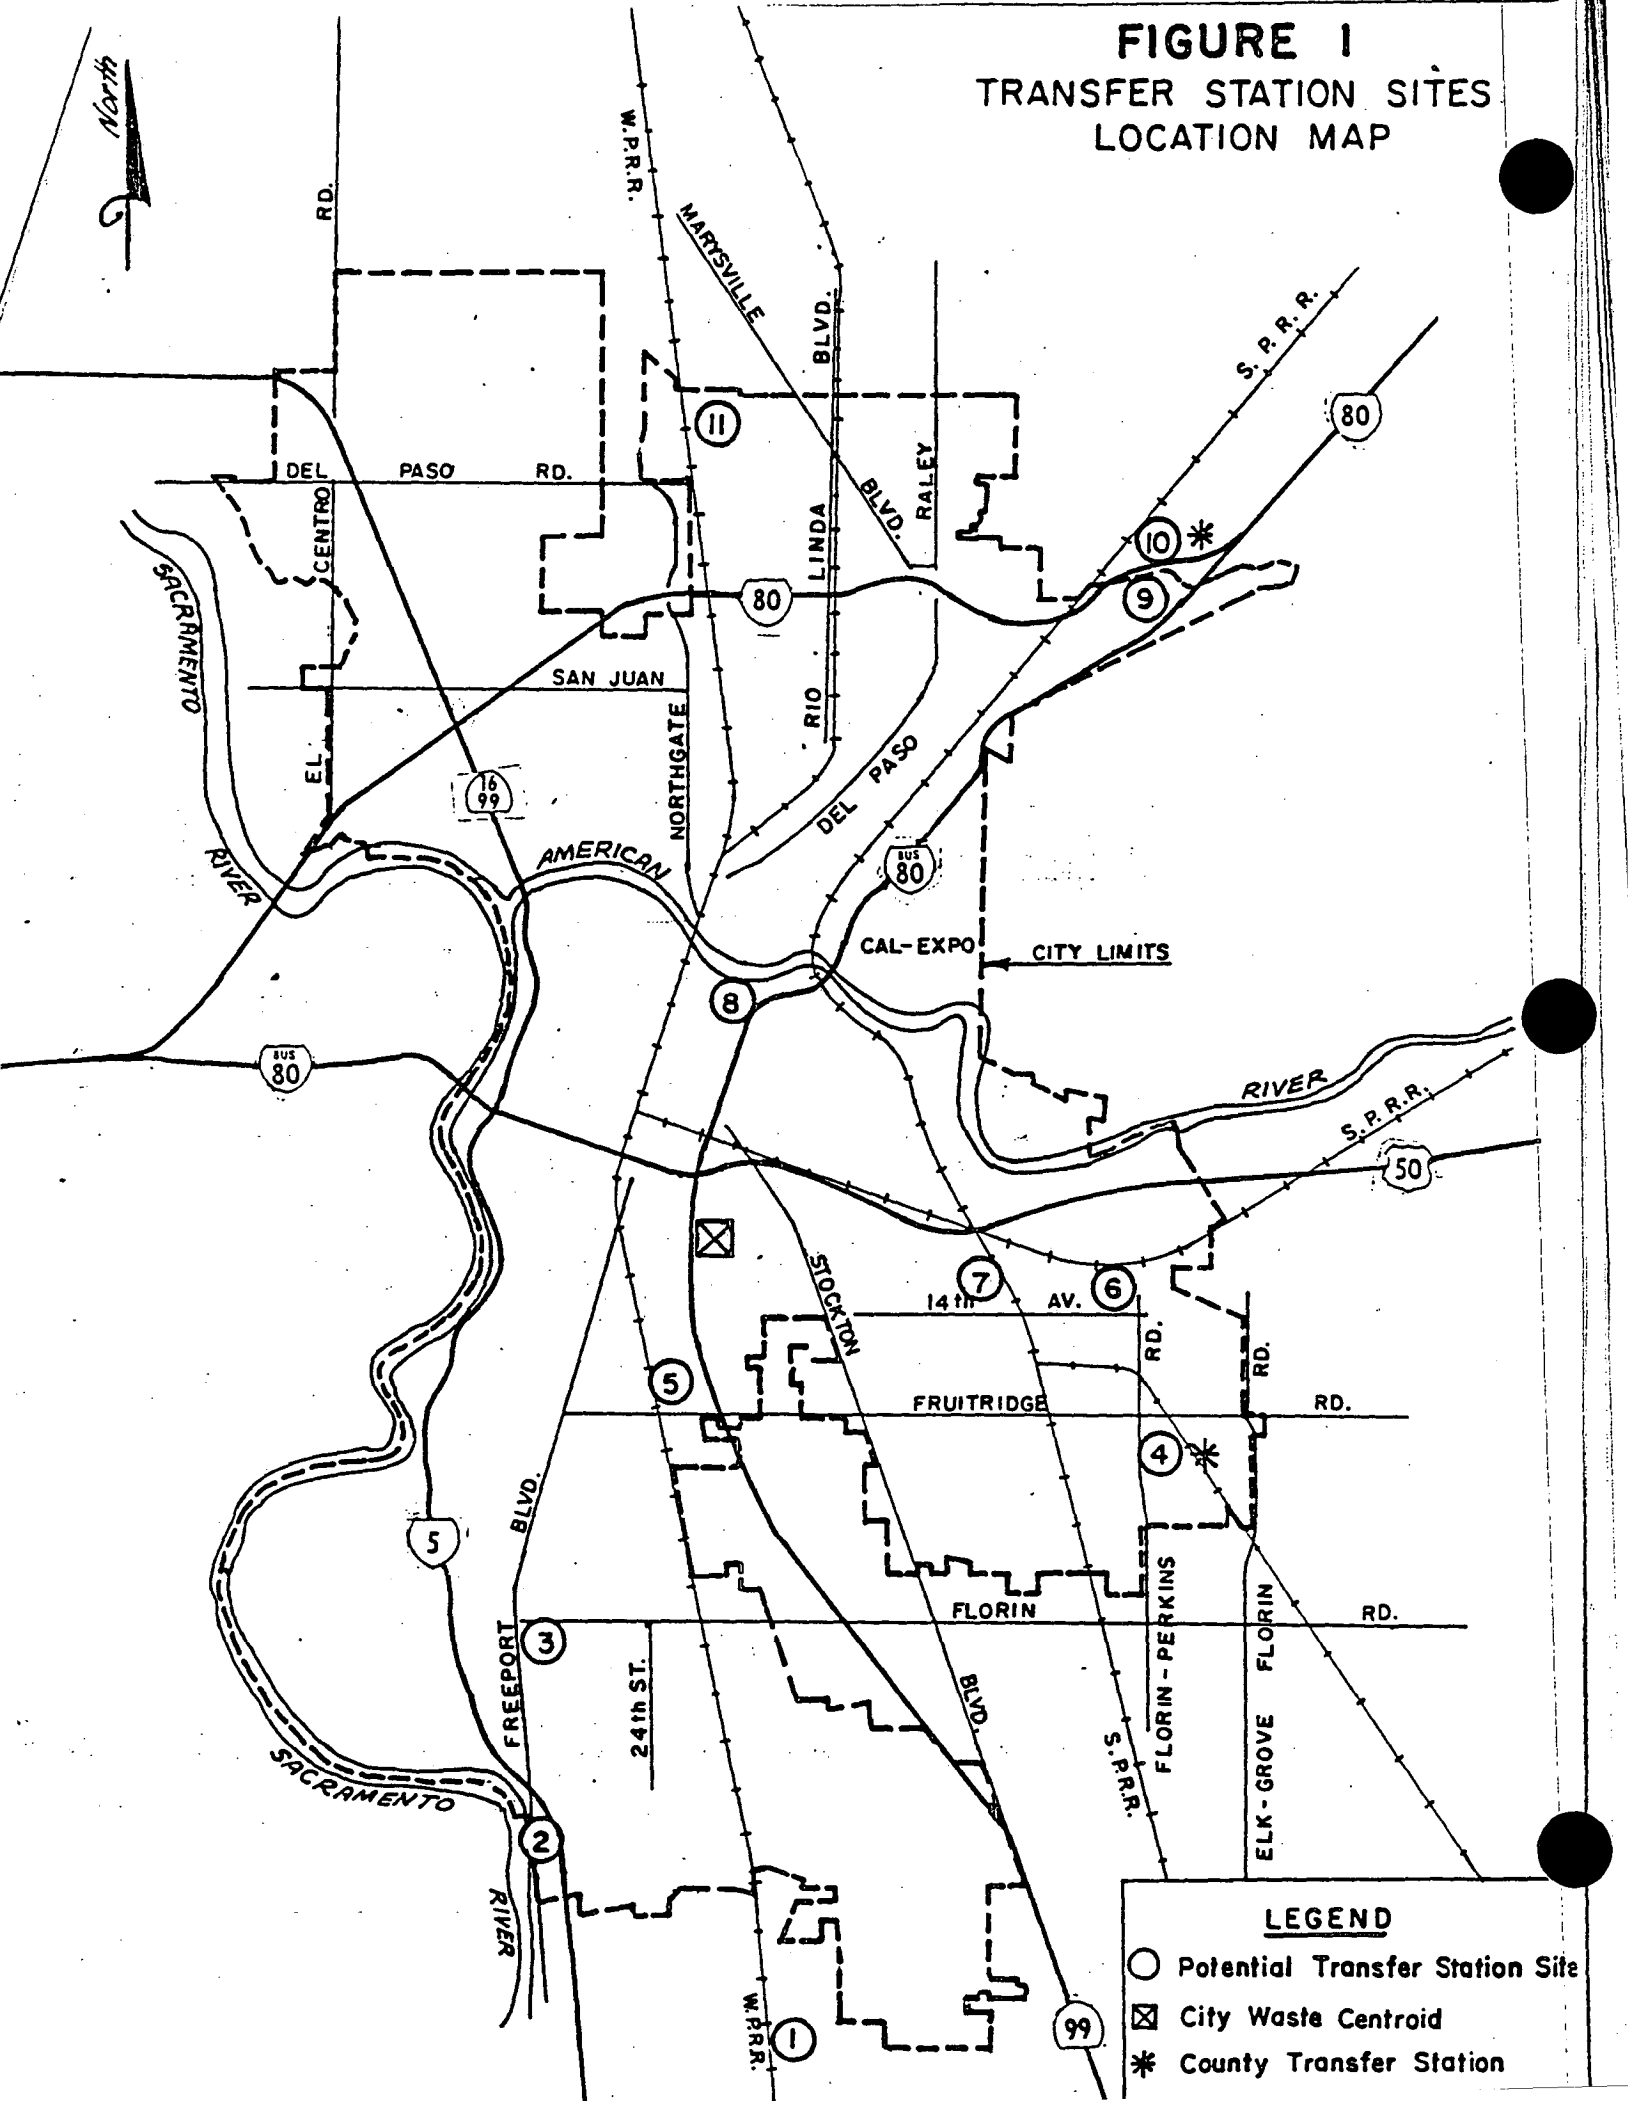 FIGURE 1
TRANSFER STATION SITES
LOCATION MAP
North
RD.
W.P.R.R.
MARYSVILLE
BLVD.
S. P. R. R.
80
11
DEL PASO RD.
CENTRO
LINDA
BLVD.
RALEY
10
9
80
SACRAMENTO
SAN JUAN
RIO
NORTHGATE
EL
16
99
DEL PASO
RIVER
AMERICAN
BUS
80
CAL-EXPO
CITY LIMITS
8
BUS
80
RIVER
S. P. R.R.
50
STOCKTON
7
6
14th AV.
RD.
RD.
5
FRUITRIDGE RD.
4
BLVD.
5
FLORIN RD.
3
FREEPORT
24th ST.
BLVD.
FLORIN-PERKINS
S.P.R.R.
ELK-GROVE FLORIN
SACRAMENTO
2
RIVER
W.P.R.R.
1
99
LEGEND
Potential Transfer Station Site
City Waste Centroid
County Transfer Station